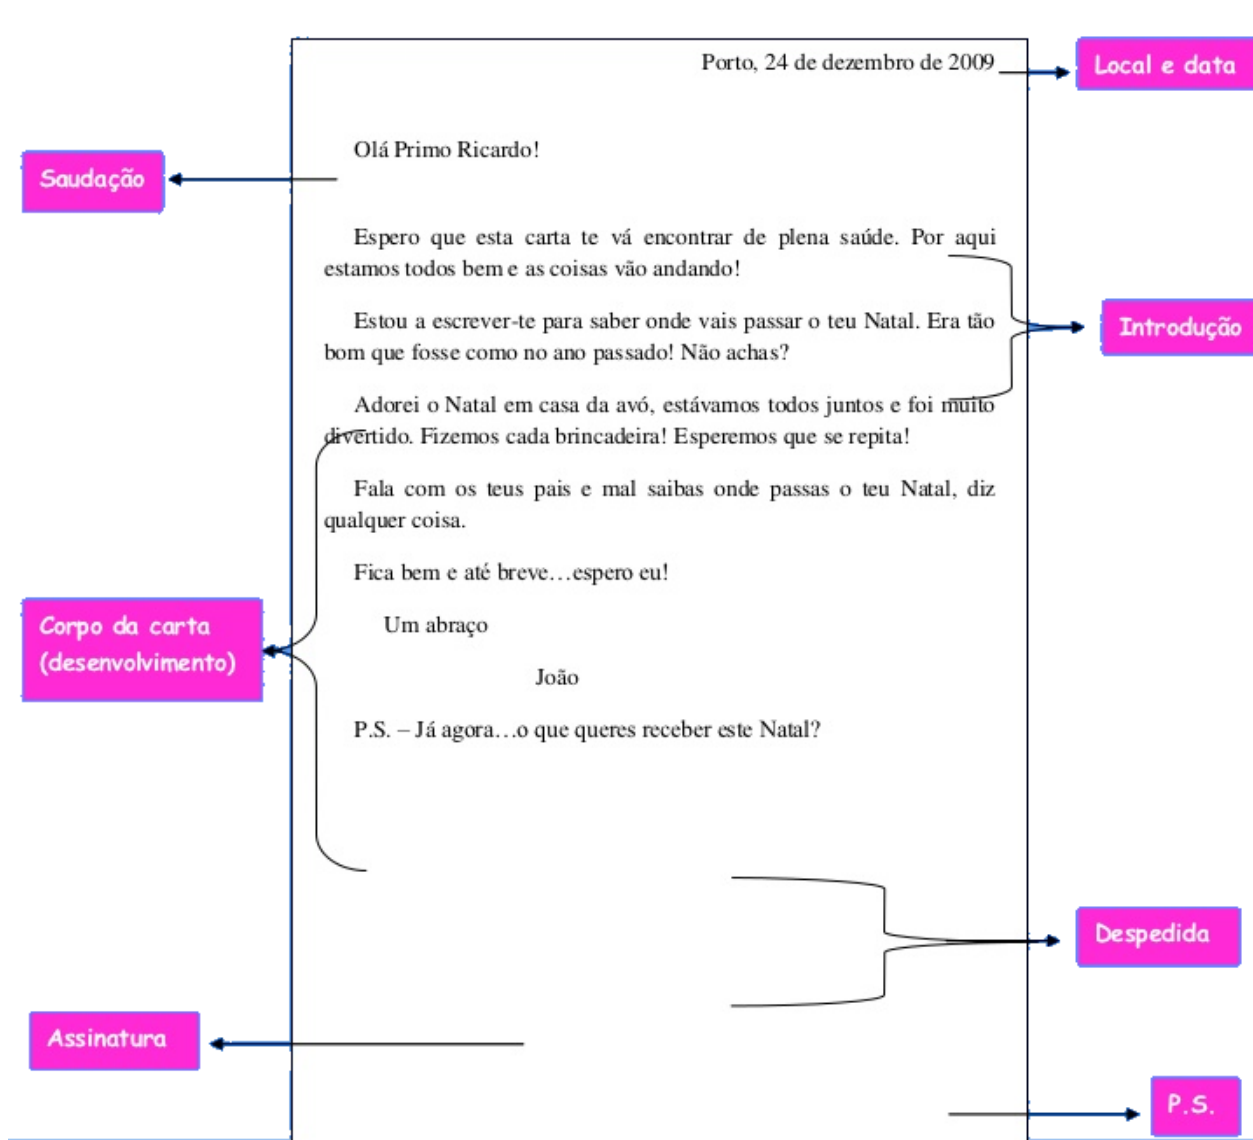 Porto, 24 de dezembro de 2009
Local e data
Olá Primo Ricardo!
Saudação
Espero que esta carta te vá encontrar de plena saúde. Por aqui
estamos todos bem e as coisas vão andando!
Estou a escrever-te para saber onde vais passar o teu Natal. Era tão
bom que fosse como no ano passado! Não achas?
Introdução
Adorei o Natal em casa da avó, estávamos todos juntos e foi muito
divertido. Fizemos cada brincadeira! Esperemos que se repita!
Fala com os teus pais e mal saibas onde passas o teu Natal, diz
qualquer coisa.
Fica bem e até breve…espero eu!
Um abraço
João
P.S. – Já agora…o que queres receber este Natal?
Corpo da carta
(desenvolvimento)
Despedida
Assinatura
P.S.